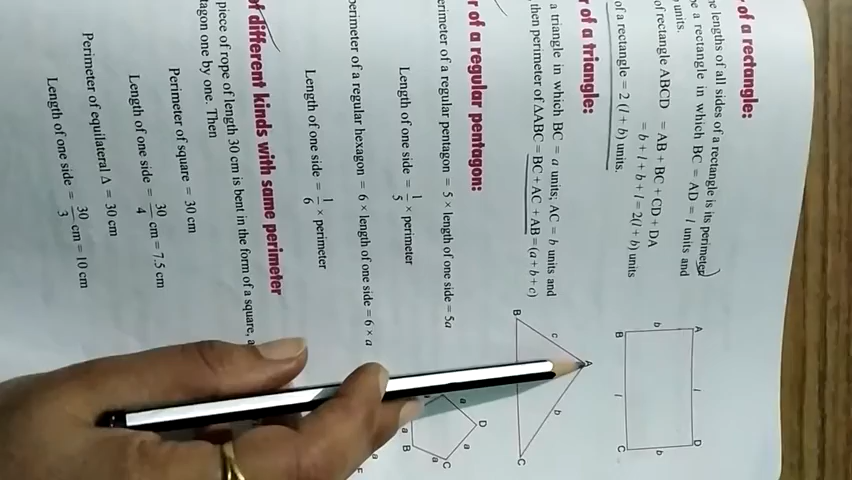 of a rectangle:
lengths of all sides of a rectangle is its perimeter
a rectangle in which BC = AD = l units and
units.
of rectangle ABCD = AB + BC + CD + DA
= b + l + b + l = 2(l + b) units
of a rectangle = 2 (l + b) units.
A l D
b b
B l C
of a triangle:
a triangle in which BC = a units; AC = b units and
then perimeter of ΔABC = BC + AC + AB = (a + b + c)
A
c b
B C
of a regular pentagon:
perimeter of a regular pentagon = 5 × length of one side = 5a
Length of one side = 1/5 × perimeter
D
a a
a a
B C
perimeter of a regular hexagon = 6 × length of one side = 6 × a
Length of one side = 1/6 × perimeter
a
of different kinds with same perimeter
piece of rope of length 30 cm is bent in the form of a square,
one by one. Then
Perimeter of square = 30 cm
Length of one side = 30/4 cm = 7.5 cm
Perimeter of equilateral Δ = 30 cm
Length of one side = 30/3 cm = 10 cm